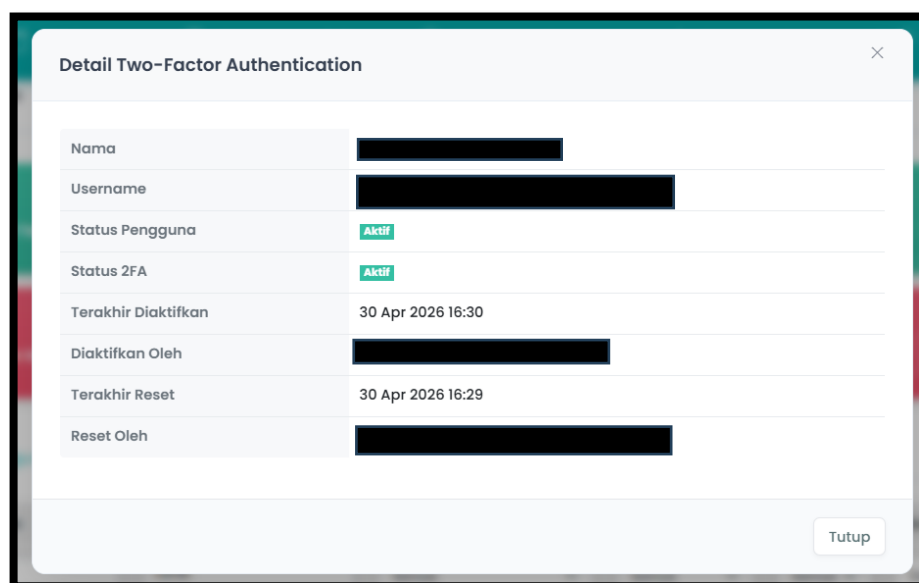 Detail Two-Factor Authentication
Nama
Username
Status Pengguna Aktif
Status 2FA Aktif
Terakhir Diaktifkan 30 Apr 2026 16:30
Diaktifkan Oleh
Terakhir Reset 30 Apr 2026 16:29
Reset Oleh
Tutup